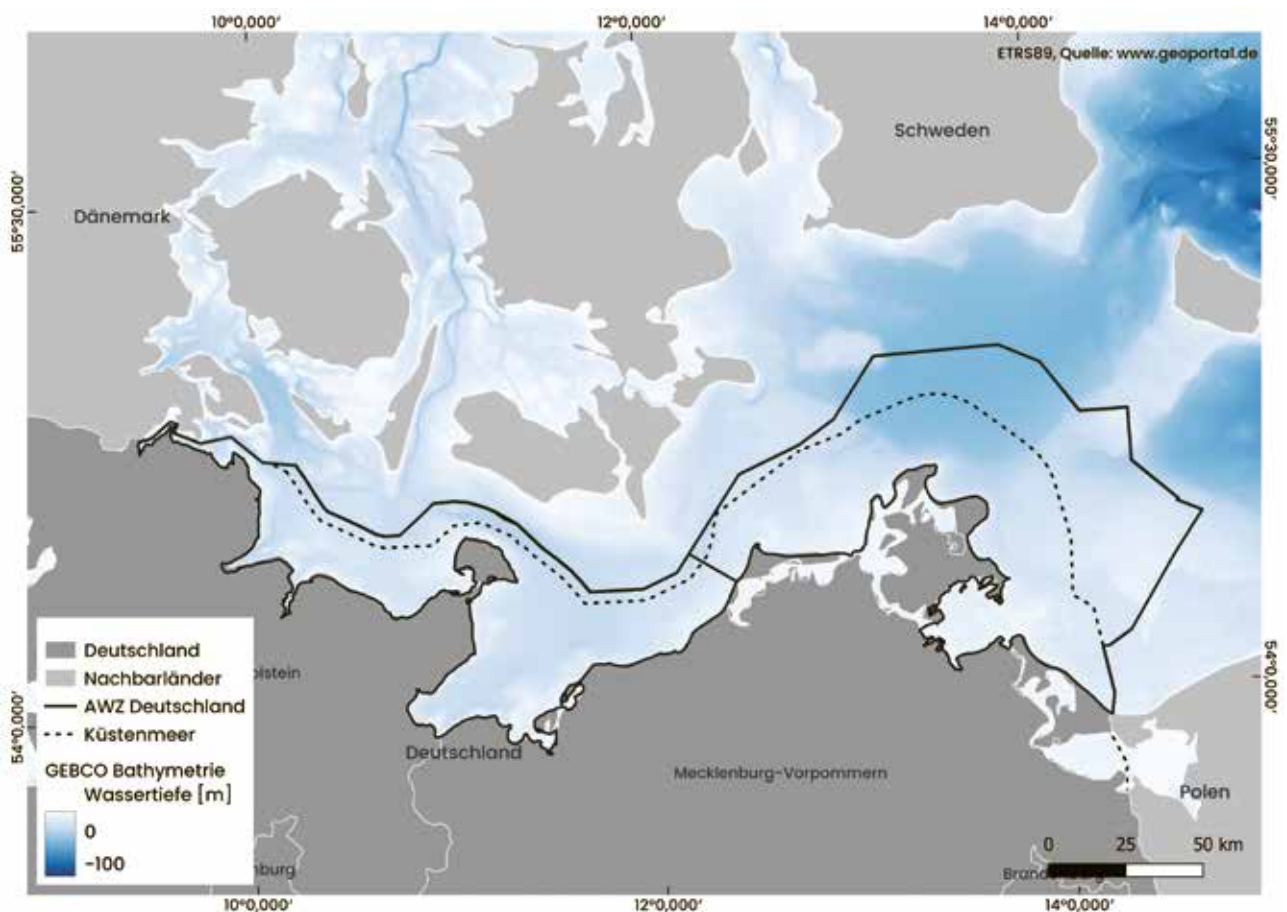 10°0,000’
12°0,000’
14°0,000’
ETRS89, Quelle: www.geoportal.de
Schweden
55°30,000’
55°30,000’
Dänemark
54°0,000’
54°0,000’
Deutschland
Nachbarländer
AWZ Deutschland
Küstenmeer
GEBCO Bathymetrie
Wassertiefe [m]
0
-100
olstein
Deutschland
Mecklenburg-Vorpommern
Polen
0 25 50 km
nburg
10°0,000’
12°0,000’
14°0,000’